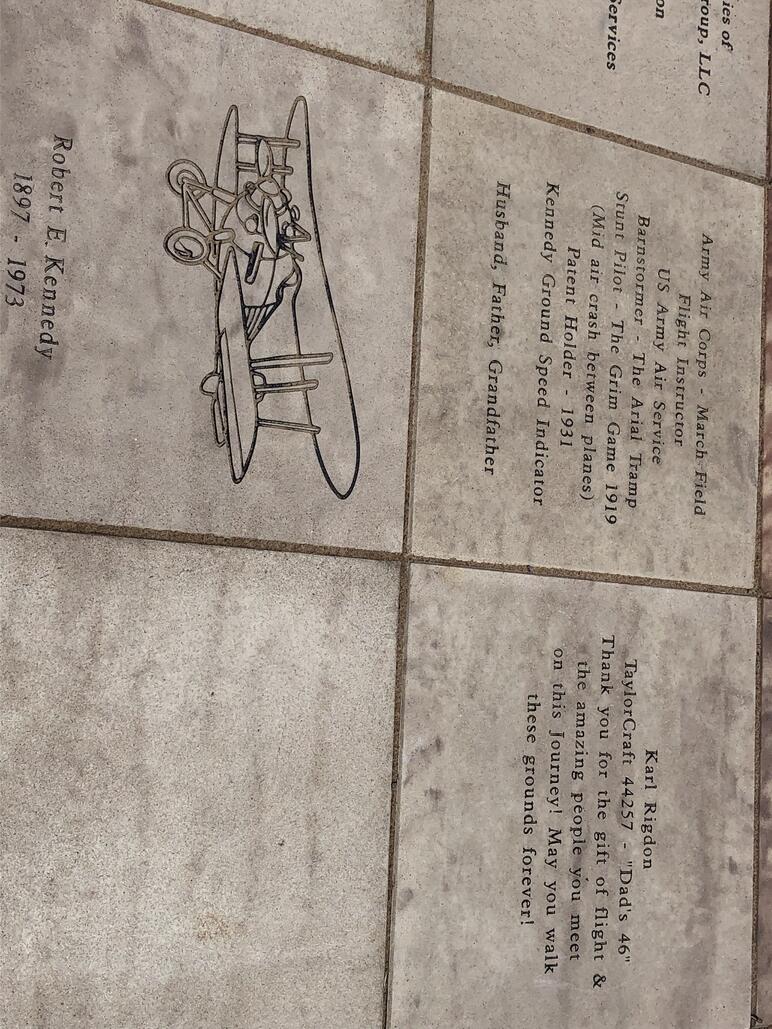 ies of
roup, LLC
on
Services
Army Air Corps - March Field
Flight Instructor
US Army Air Service
Barnstormer - The Arial Tramp
Stunt Pilot - The Grim Game 1919
(Mid air crash between planes)
Patent Holder - 1931
Kennedy Ground Speed Indicator
Husband, Father, Grandfather
Robert E. Kennedy
1897 - 1973
Karl Rigdon
TaylorCraft 44257 - "Dad's 46"
Thank you for the gift of flight &
the amazing people you meet
on this Journey! May you walk
these grounds forever!